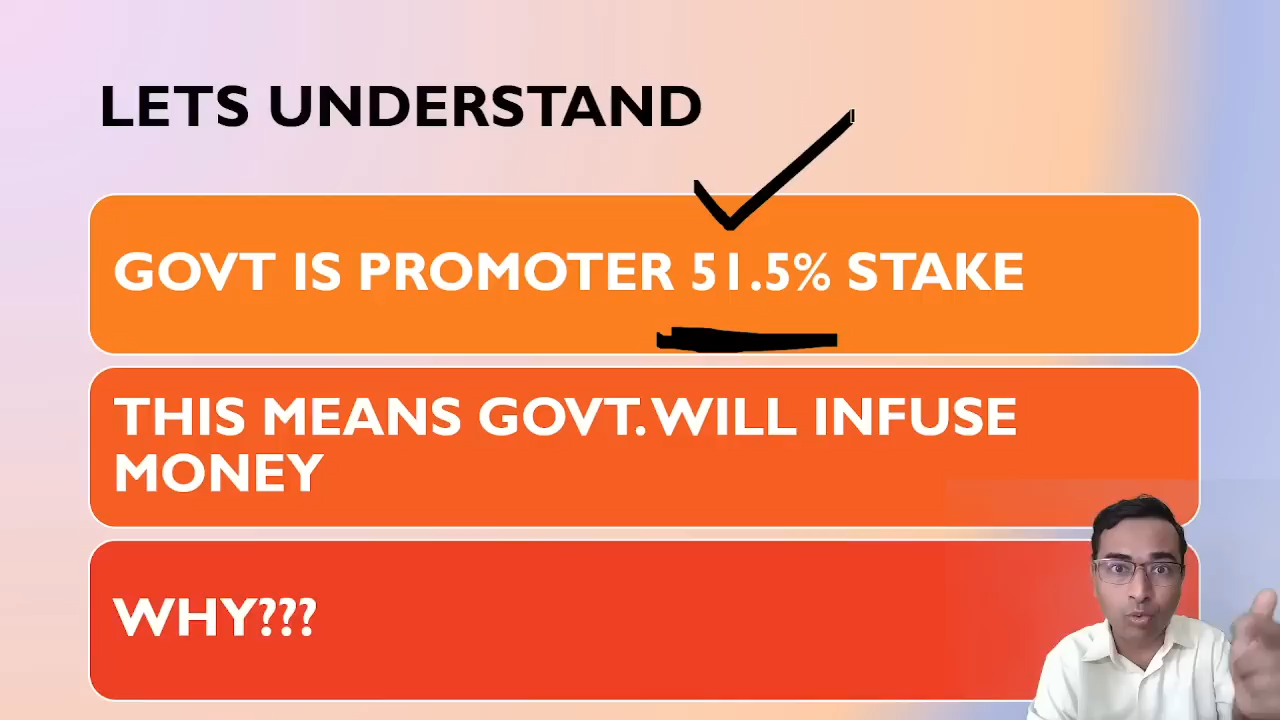 LETS UNDERSTAND
GOVT IS PROMOTER 51.5% STAKE
THIS MEANS GOVT. WILL INFUSE
MONEY
WHY???